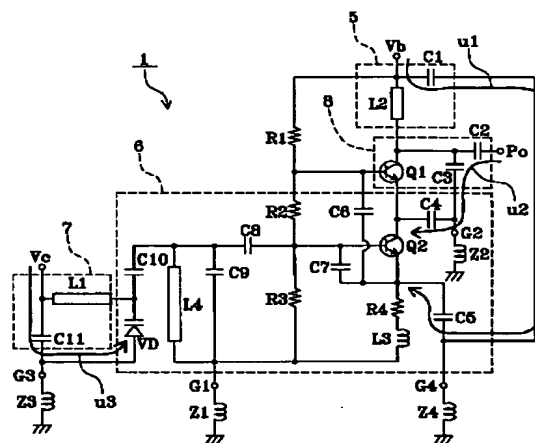 5
Vb
C1
u1
1
L2
8
C2
Po
R1
C3
Q1
u2
6
R2
C6
C4
G2
C8
Q2
Z2
7
Vc
C10
C9
C7
L1
L4
R3
R4
C5
C11
VD
L3
G3
u3
G1
G4
Z3
Z1
Z4